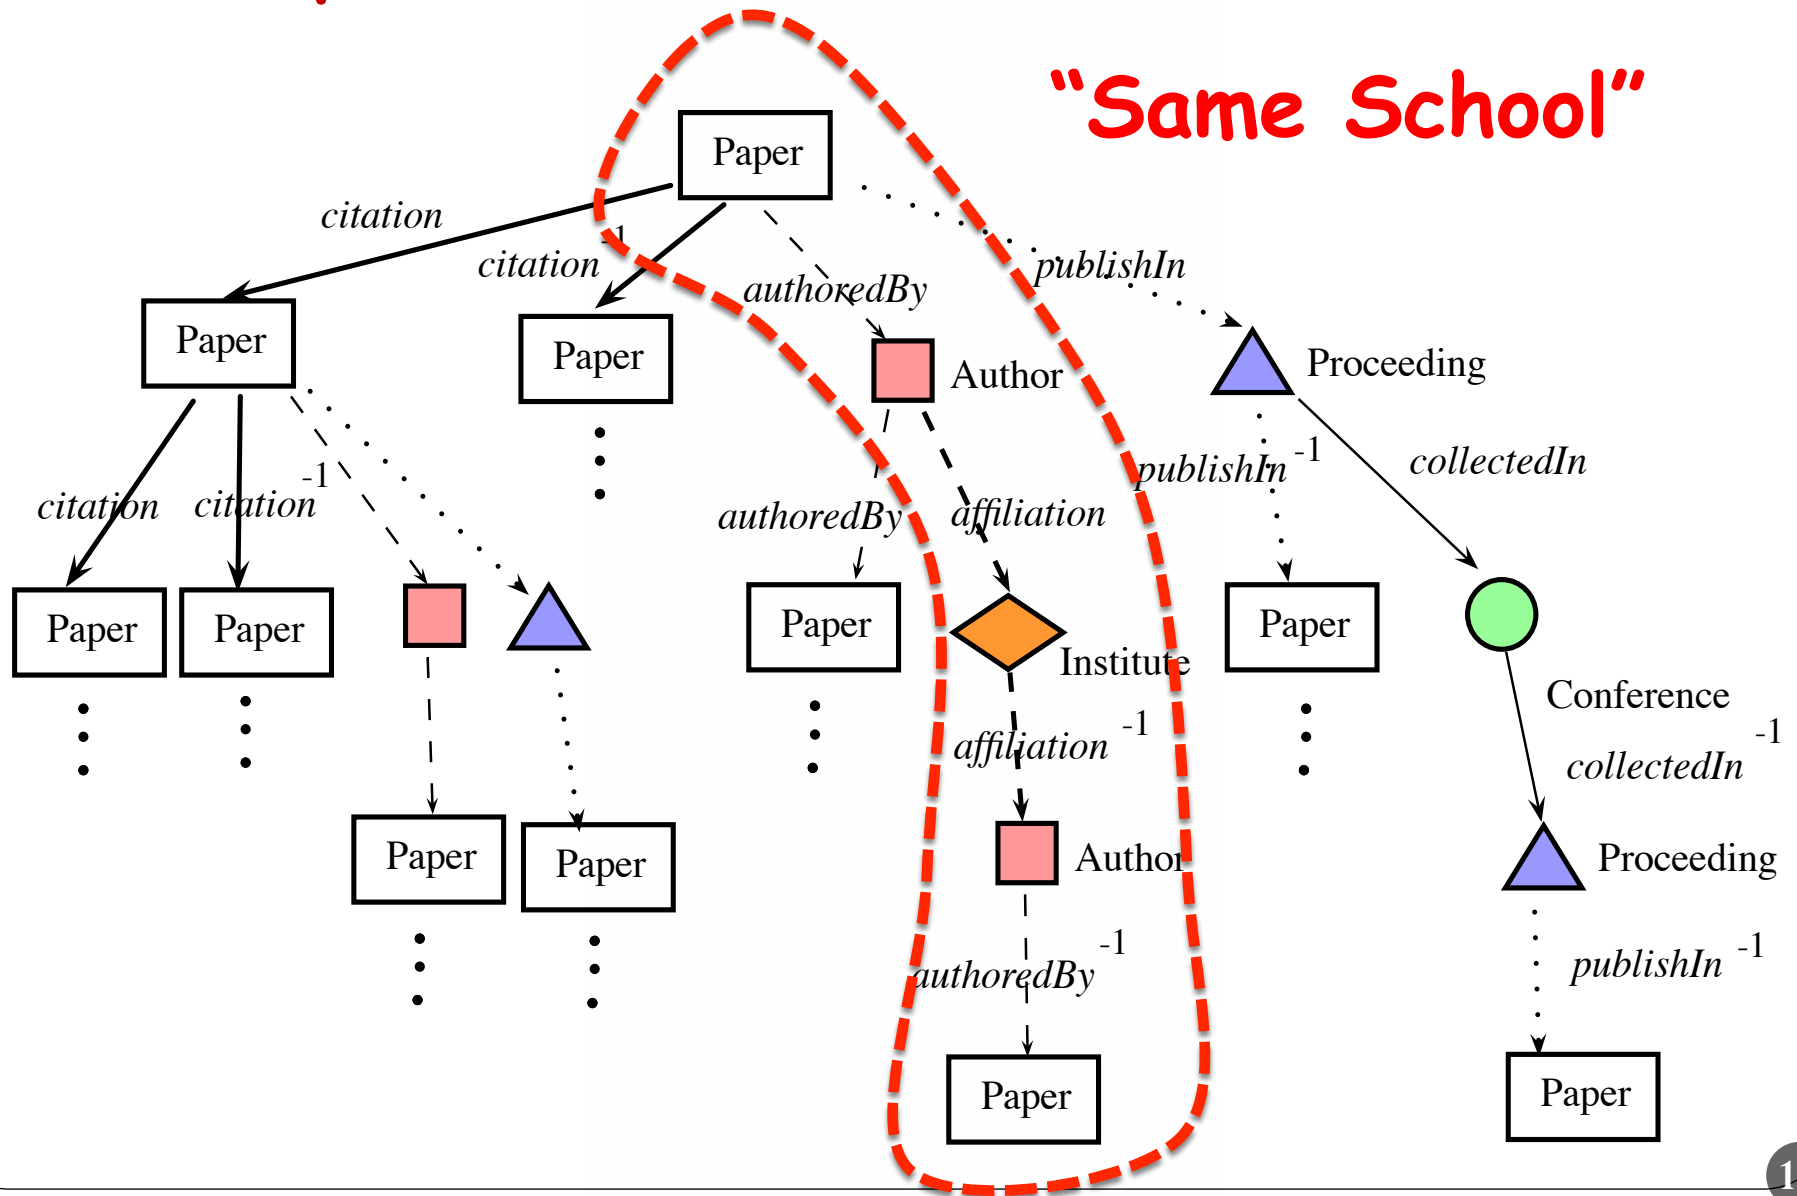 “Same School”
Paper
citation
citation -1
authoredBy
publishIn
Paper
Paper
Author
Proceeding
citation
citation -1
authoredBy
affiliation
publishIn -1
collectedIn
Paper
Paper
Paper
Institute
Paper
Conference
affiliation -1
collectedIn -1
Paper
Paper
Author
Proceeding
authoredBy -1
publishIn -1
Paper
Paper
1